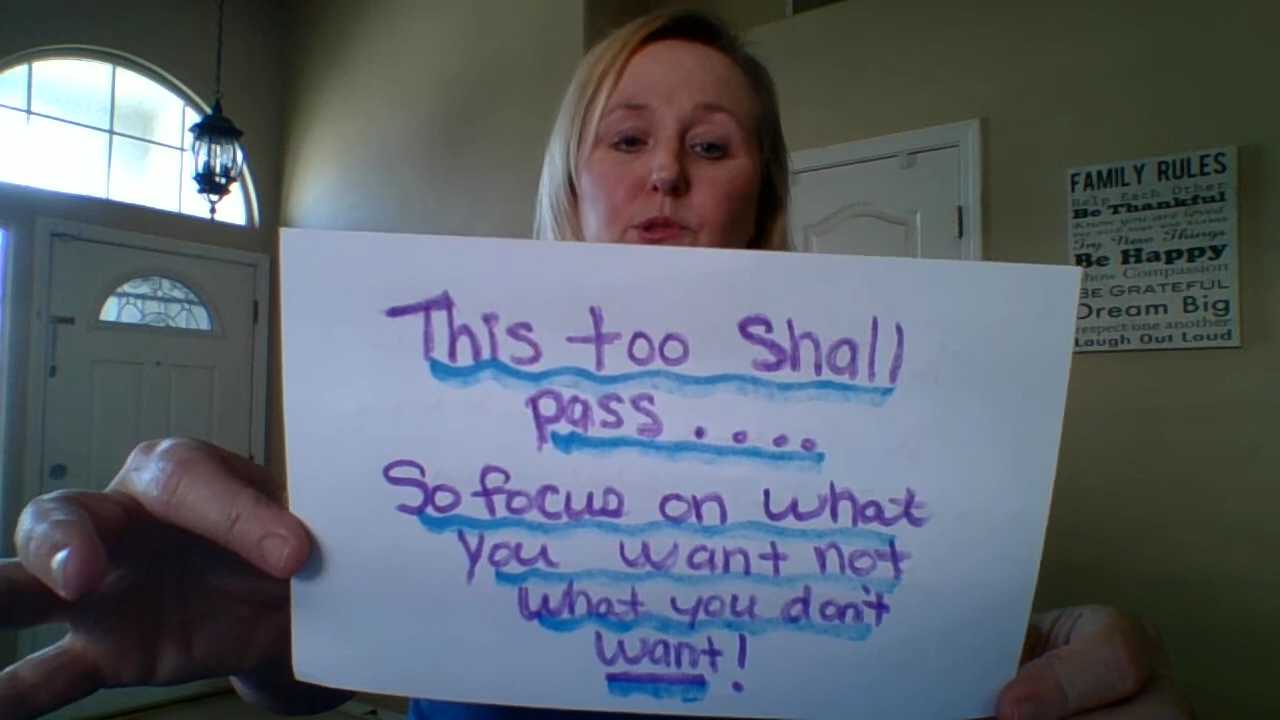 This too Shall
pass....
So focus on what
you want not
what you don't
want!
FAMILY RULES
Help Each Other
Be Thankful
Know you are loved
Try New Things
Be Happy
Show Compassion
BE GRATEFUL
Dream Big
respect one another
Laugh Out Loud